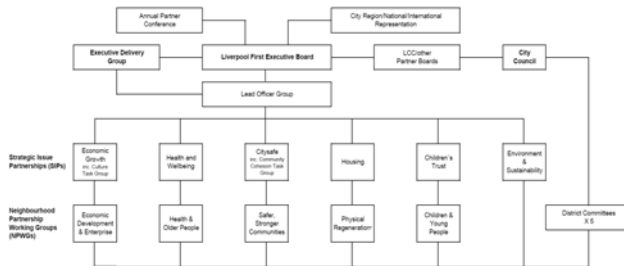 Annual Partner
Conference
City Region/National/International
Representation
Executive Delivery
Group
Liverpool First Executive Board
LCC/other
Partner Boards
City
Council
Lead Officer Group
Strategic Issue
Partnerships (SIPs)
Economic
Growth
inc Culture
Task Group
Health and
Wellbeing
Citysafe
inc Community
Cohesion Task
Group
Housing
Children's
Trust
Environment
&
Sustainability
Neighbourhood
Partnership
Working Groups
(NPWGs)
Economic
Development
& Enterprise
Health &
Older People
Safer,
Stronger
Communities
Physical
Regeneration
Children &
Young
People
District Committees
X 5